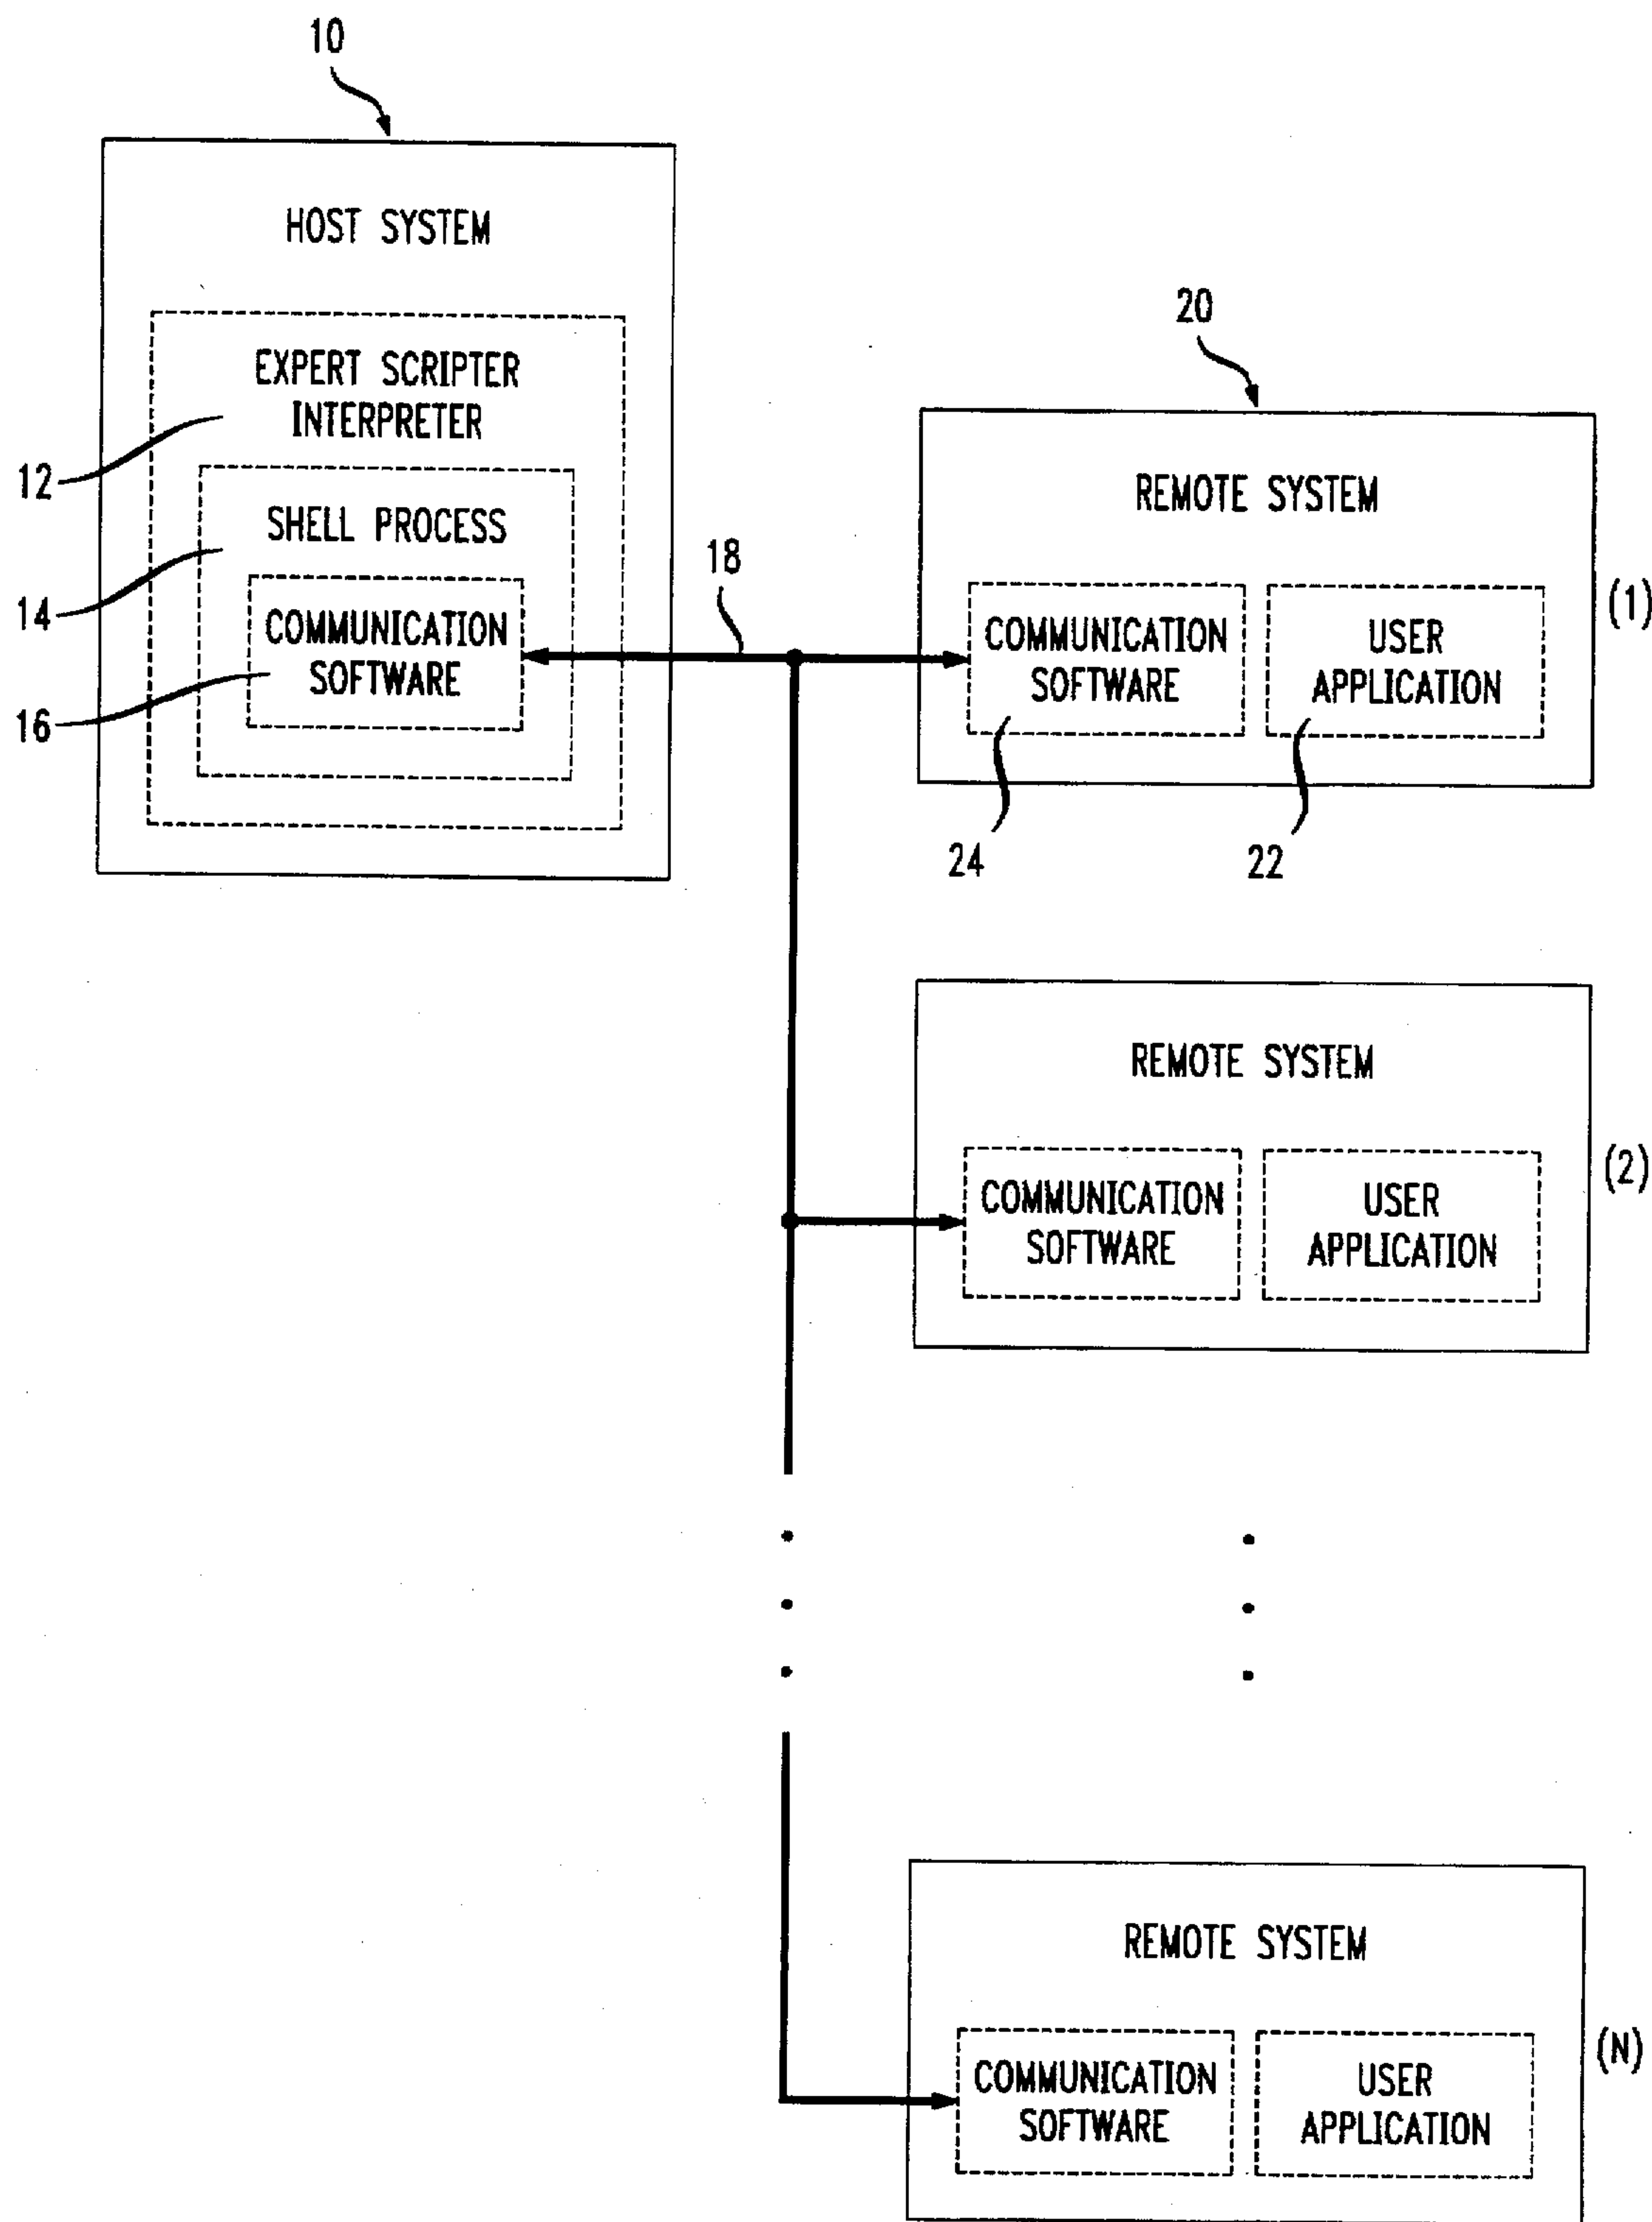 10
HOST SYSTEM
EXPERT SCRIPTER
INTERPRETER
12
SHELL PROCESS
14
COMMUNICATION
SOFTWARE
16
18
20
REMOTE SYSTEM
COMMUNICATION
SOFTWARE
USER
APPLICATION
(1)
24
22
REMOTE SYSTEM
COMMUNICATION
SOFTWARE
USER
APPLICATION
(2)
REMOTE SYSTEM
COMMUNICATION
SOFTWARE
USER
APPLICATION
(N)